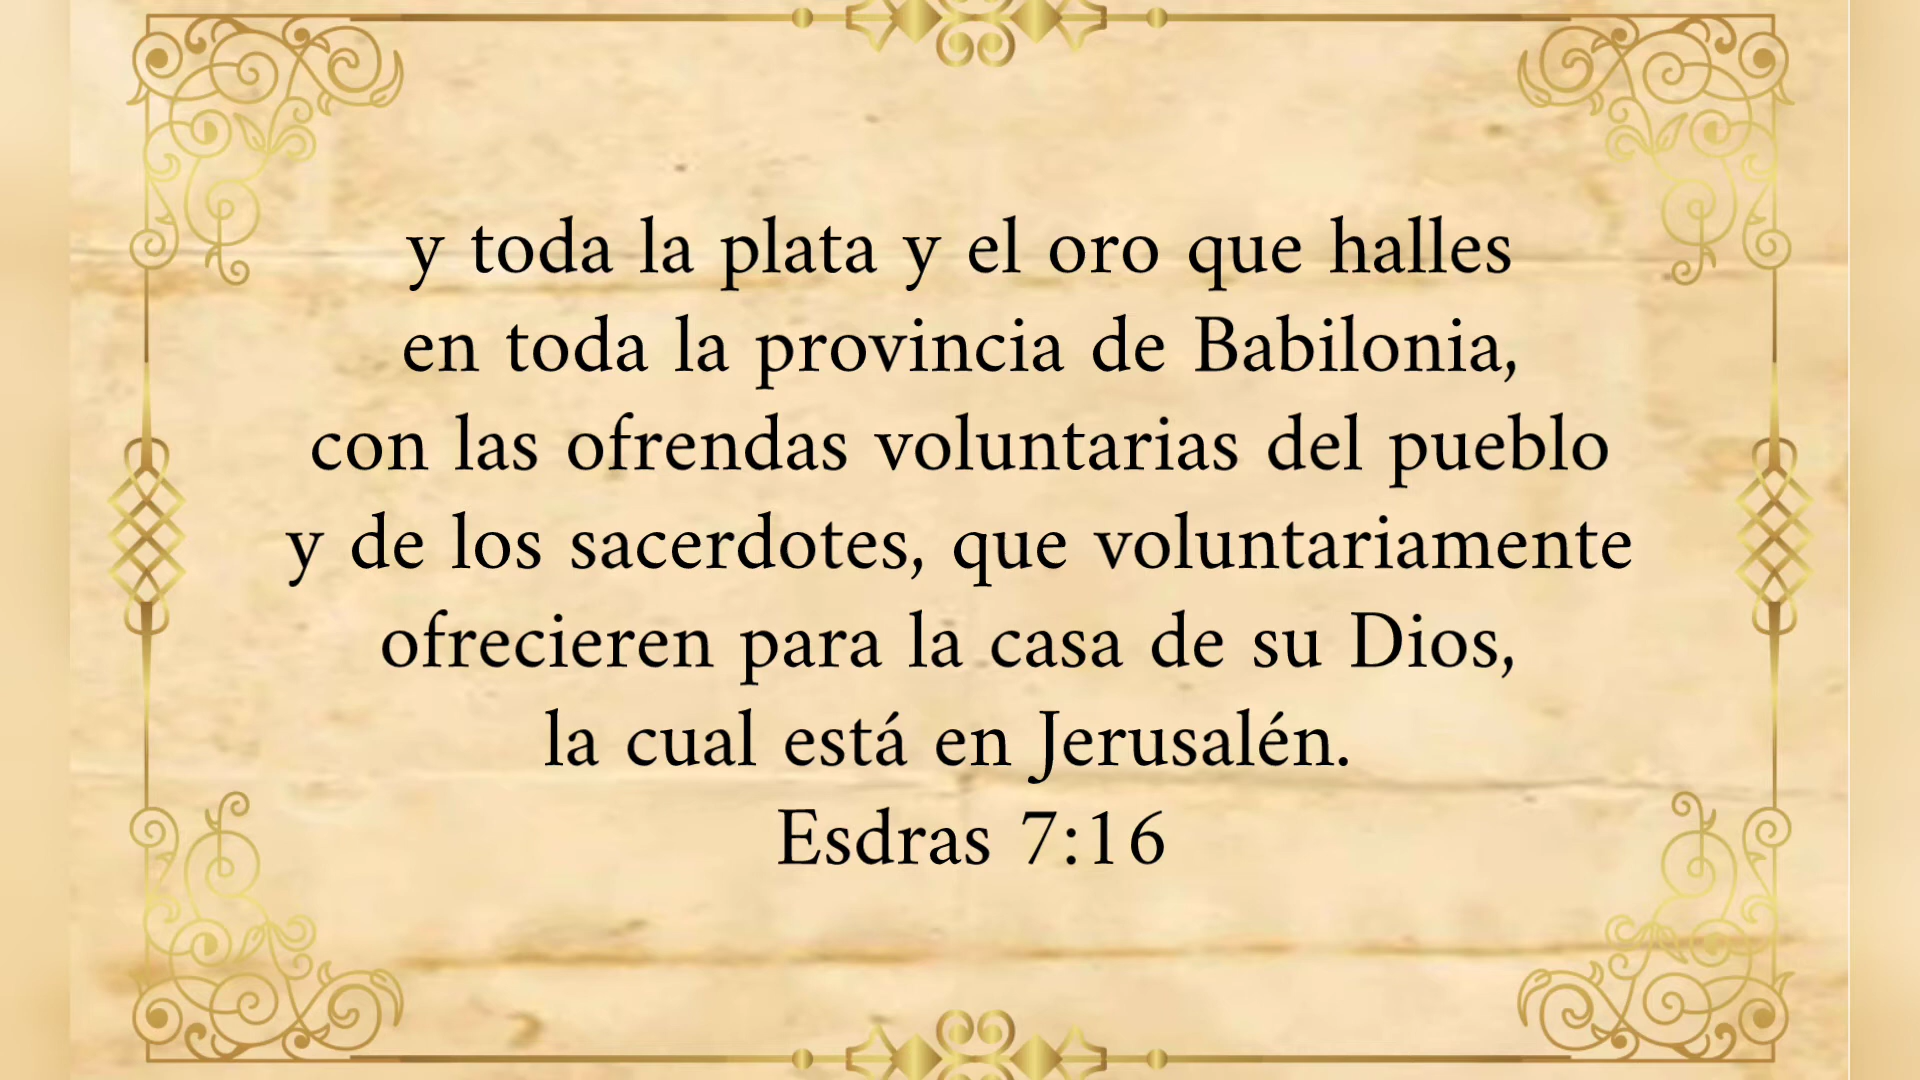 y toda la plata y el oro que halles
en toda la provincia de Babilonia,
con las ofrendas voluntarias del pueblo
y de los sacerdotes, que voluntariamente
ofrecieren para la casa de su Dios,
la cual está en Jerusalén.
Esdras 7:16